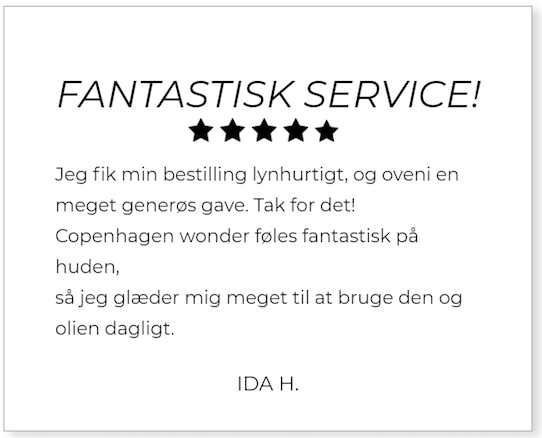 FANTASTISK SERVICE!
★★★★★
Jeg fik min bestilling lynhurtigt, og oveni en
meget generøs gave. Tak for det!
Copenhagen wonder føles fantastisk på
huden,
så jeg glæder mig meget til at bruge den og
olien dagligt.
IDA H.